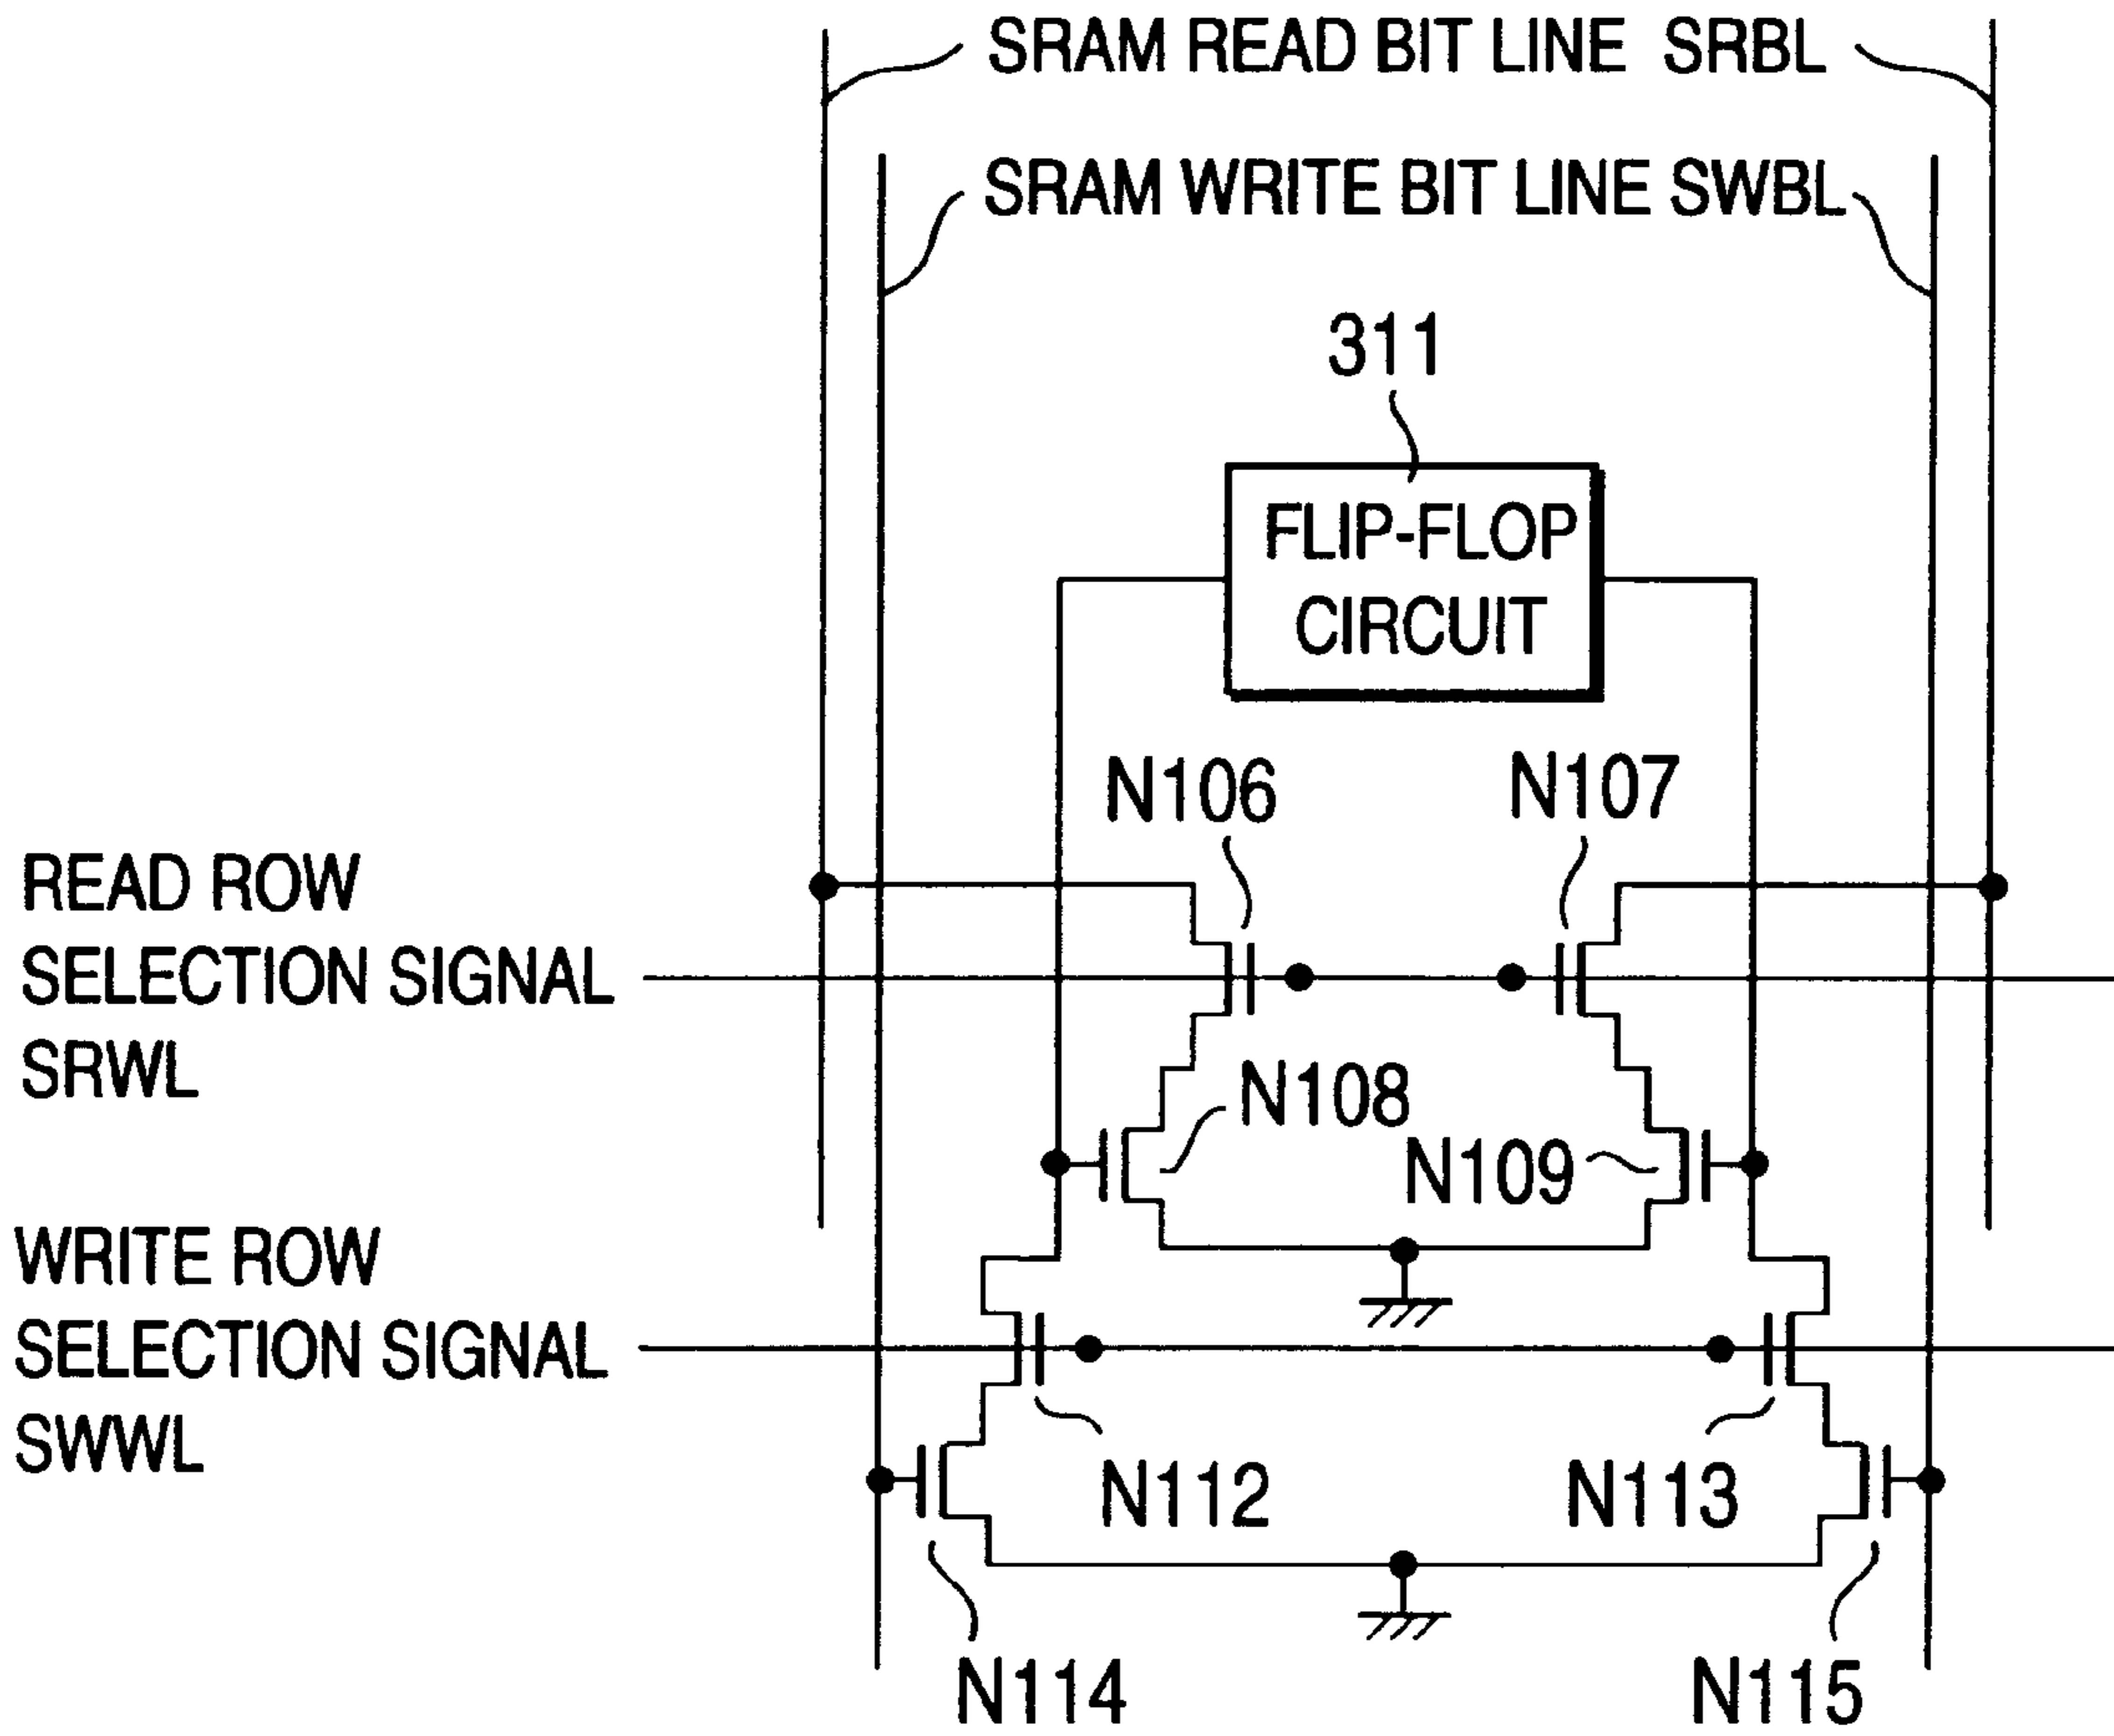 SRAM READ BIT LINE SRBL
SRAM WRITE BIT LINE SWBL
311
FLIP-FLOP
CIRCUIT
N106
N107
READ ROW
SELECTION SIGNAL
SRWL
N108
N109
WRITE ROW
SELECTION SIGNAL
SWWL
N112
N113
N114
N115